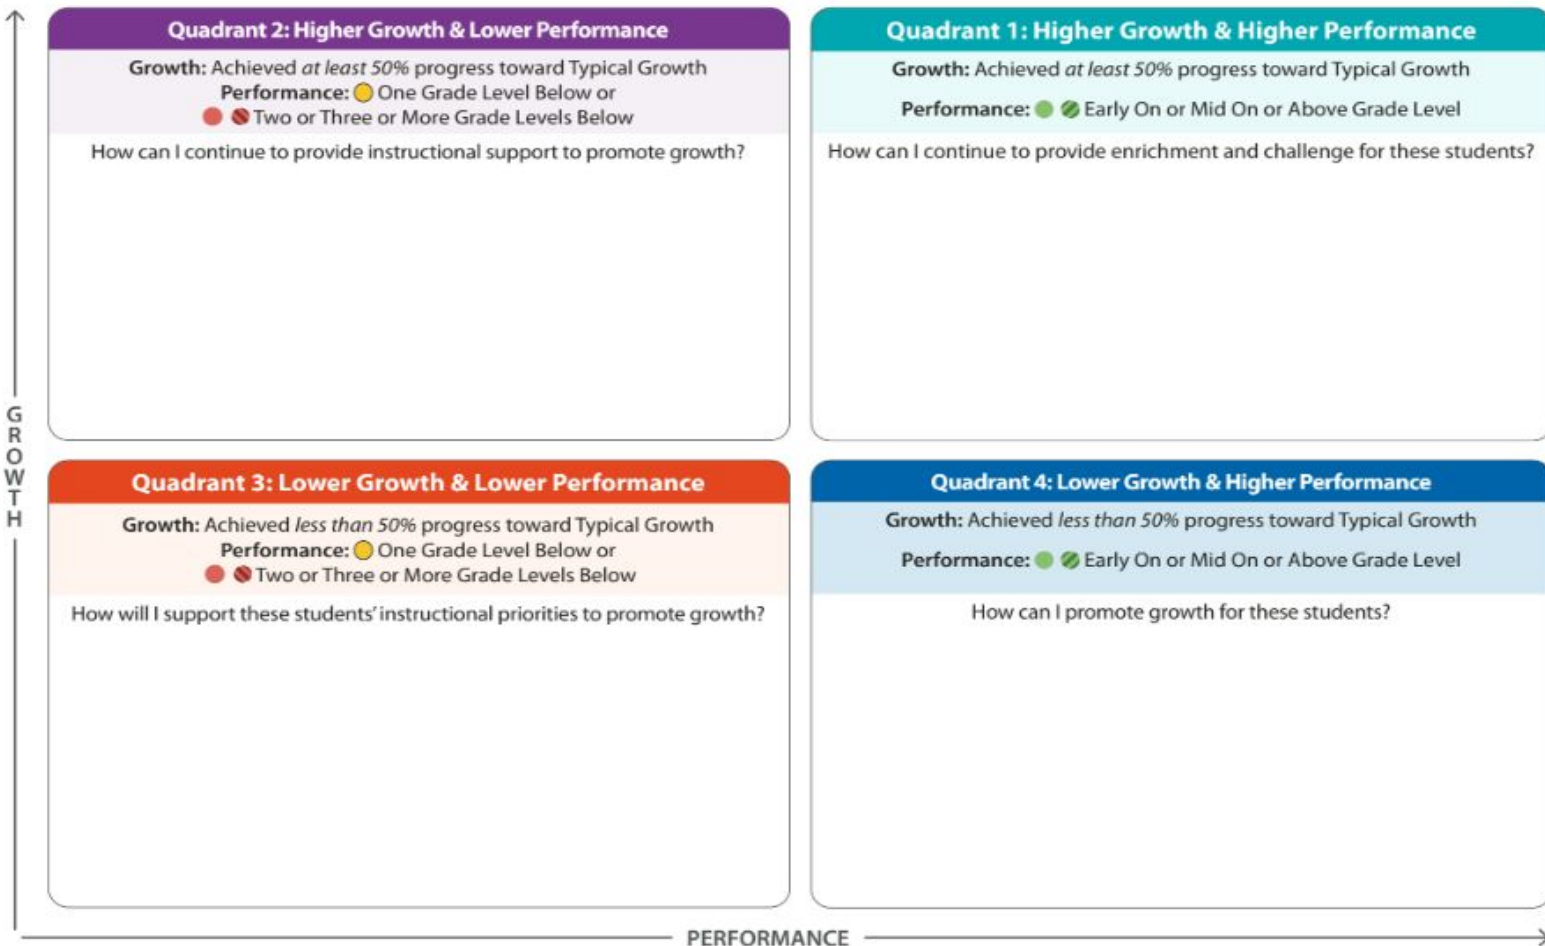 Quadrant 2: Higher Growth & Lower Performance
Growth: Achieved at least 50% progress toward Typical Growth
Performance: One Grade Level Below or
Two or Three or More Grade Levels Below
How can I continue to provide instructional support to promote growth?
Quadrant 1: Higher Growth & Higher Performance
Growth: Achieved at least 50% progress toward Typical Growth
Performance: Early On or Mid On or Above Grade Level
How can I continue to provide enrichment and challenge for these students?
GROWTH
Quadrant 3: Lower Growth & Lower Performance
Growth: Achieved less than 50% progress toward Typical Growth
Performance: One Grade Level Below or
Two or Three or More Grade Levels Below
How will I support these students' instructional priorities to promote growth?
Quadrant 4: Lower Growth & Higher Performance
Growth: Achieved less than 50% progress toward Typical Growth
Performance: Early On or Mid On or Above Grade Level
How can I promote growth for these students?
PERFORMANCE